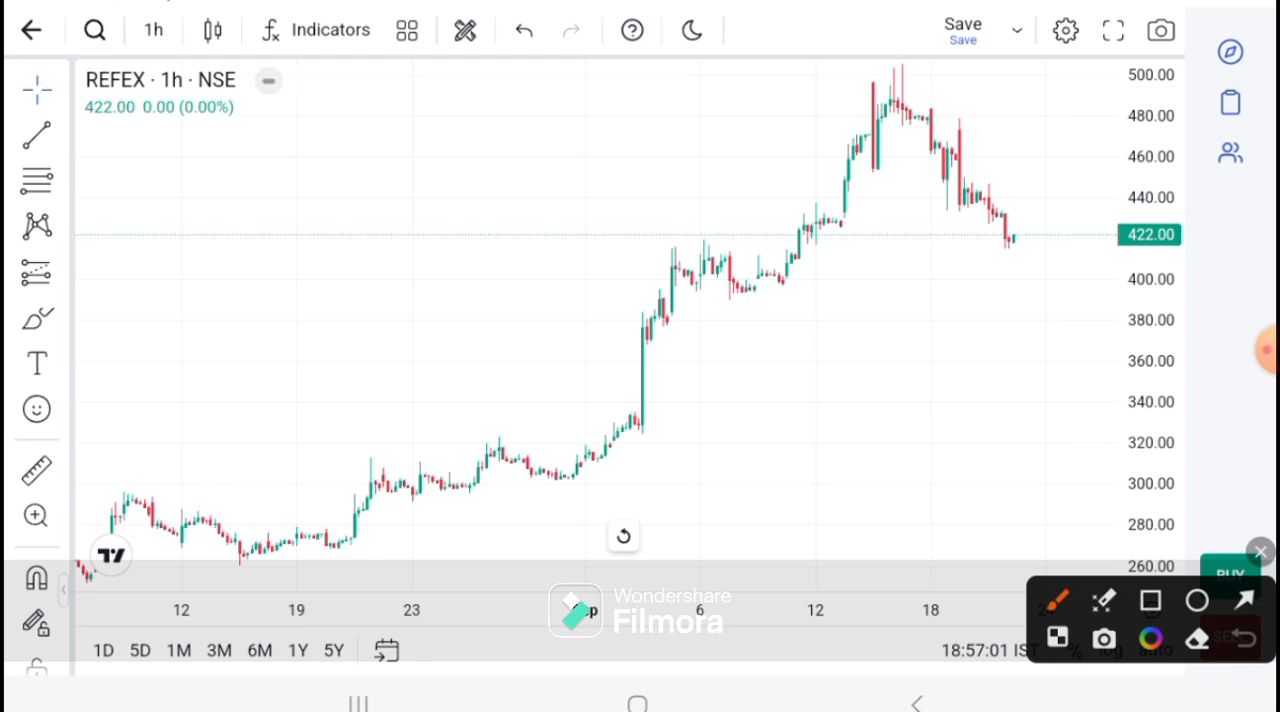 1h
Indicators
Save
Save
REFEX · 1h · NSE
422.00 0.00 (0.00%)
500.00
480.00
460.00
440.00
422.00
400.00
380.00
360.00
340.00
320.00
300.00
280.00
260.00
BUY
12 19 23 6 12 18
Wondershare
Filmora
1D 5D 1M 3M 6M 1Y 5Y
18:57:01 IST % log auto